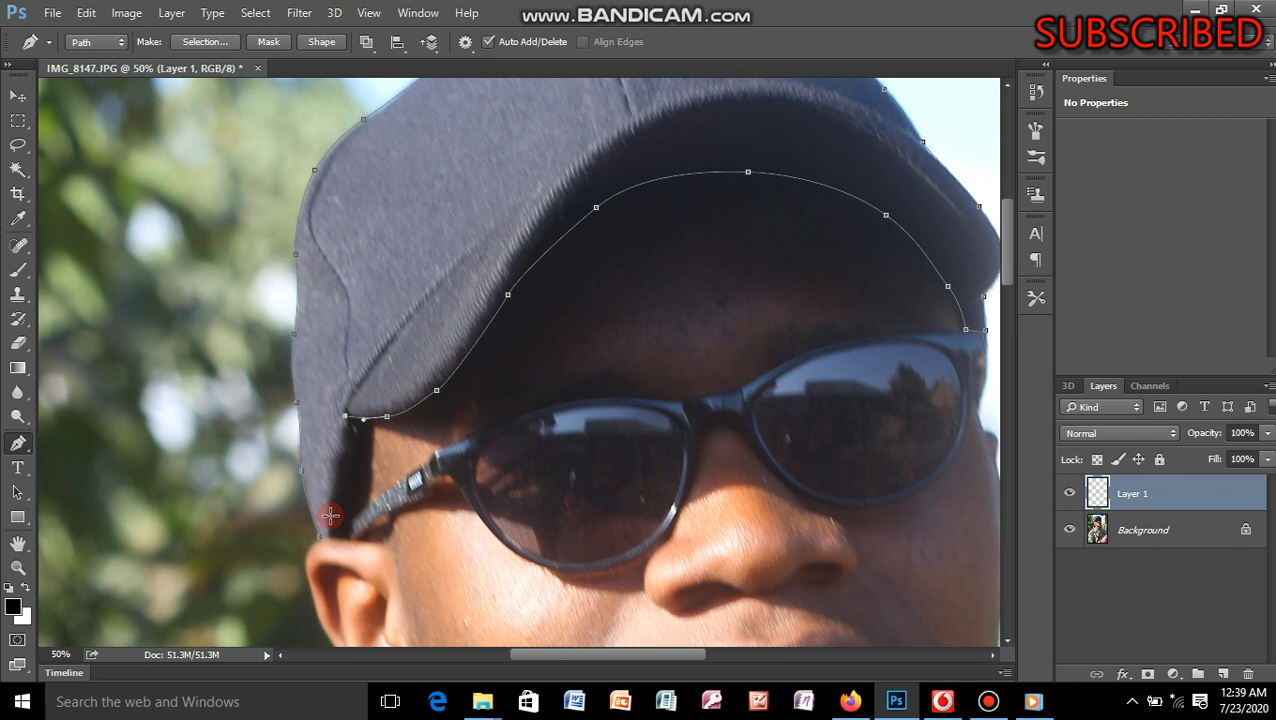 Ps File Edit Image Layer Type Select Filter 3D View Window Help
www.BANDICAM.com
SUBSCRIBED
Path Make: Selection... Mask Shape Auto Add/Delete Align Edges
IMG_8147.JPG @ 50% (Layer 1, RGB/8) *
Properties
No Properties
3D Layers Channels
Kind
Normal Opacity: 100%
Lock: Fill: 100%
Layer 1
Background
50% Doc: 51.3M/51.3M
Timeline
Search the web and Windows
12:39 AM
7/23/2020